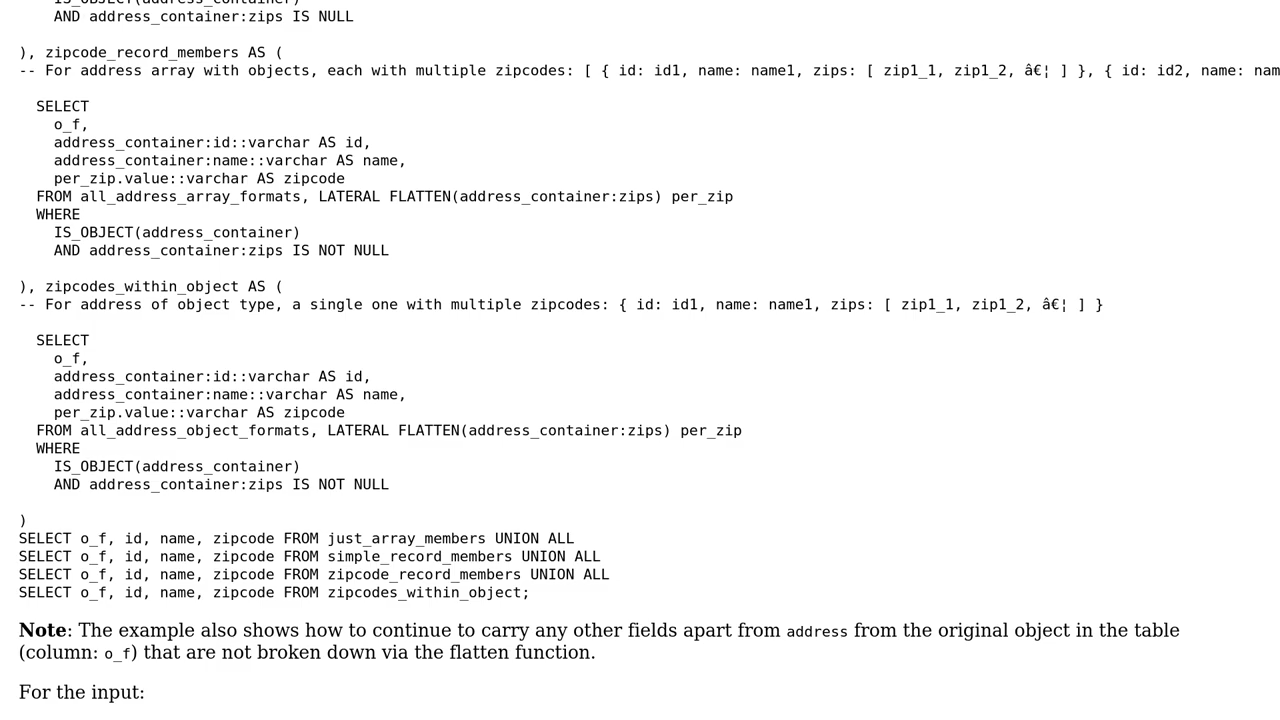 IS_OBJECT(address_container)
    AND address_container:zips IS NULL

), zipcode_record_members AS (
-- For address array with objects, each with multiple zipcodes: [ { id: id1, name: name1, zips: [ zip1_1, zip1_2, â€¦ ] }, { id: id2, name: nam

  SELECT
    o_f,
    address_container:id::varchar AS id,
    address_container:name::varchar AS name,
    per_zip.value::varchar AS zipcode
  FROM all_address_array_formats, LATERAL FLATTEN(address_container:zips) per_zip
  WHERE
    IS_OBJECT(address_container)
    AND address_container:zips IS NOT NULL

), zipcodes_within_object AS (
-- For address of object type, a single one with multiple zipcodes: { id: id1, name: name1, zips: [ zip1_1, zip1_2, â€¦ ] }

  SELECT
    o_f,
    address_container:id::varchar AS id,
    address_container:name::varchar AS name,
    per_zip.value::varchar AS zipcode
  FROM all_address_object_formats, LATERAL FLATTEN(address_container:zips) per_zip
  WHERE
    IS_OBJECT(address_container)
    AND address_container:zips IS NOT NULL

)
SELECT o_f, id, name, zipcode FROM just_array_members UNION ALL
SELECT o_f, id, name, zipcode FROM simple_record_members UNION ALL
SELECT o_f, id, name, zipcode FROM zipcode_record_members UNION ALL
SELECT o_f, id, name, zipcode FROM zipcodes_within_object;

Note: The example also shows how to continue to carry any other fields apart from address from the original object in the table
(column: o_f) that are not broken down via the flatten function.

For the input: